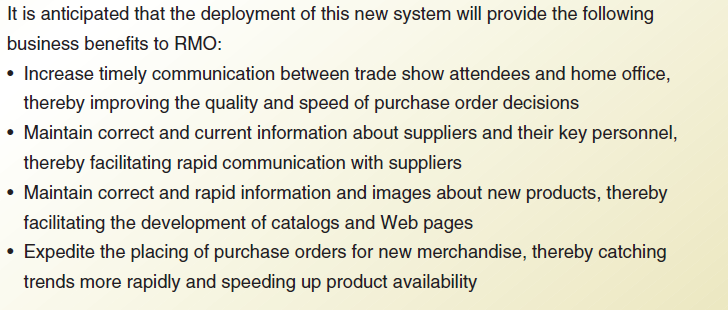 It is anticipated that the deployment of this new system will provide the following
business benefits to RMO:
• Increase timely communication between trade show attendees and home office,
thereby improving the quality and speed of purchase order decisions
• Maintain correct and current information about suppliers and their key personnel,
thereby facilitating rapid communication with suppliers
• Maintain correct and rapid information and images about new products, thereby
facilitating the development of catalogs and Web pages
• Expedite the placing of purchase orders for new merchandise, thereby catching
trends more rapidly and speeding up product availability